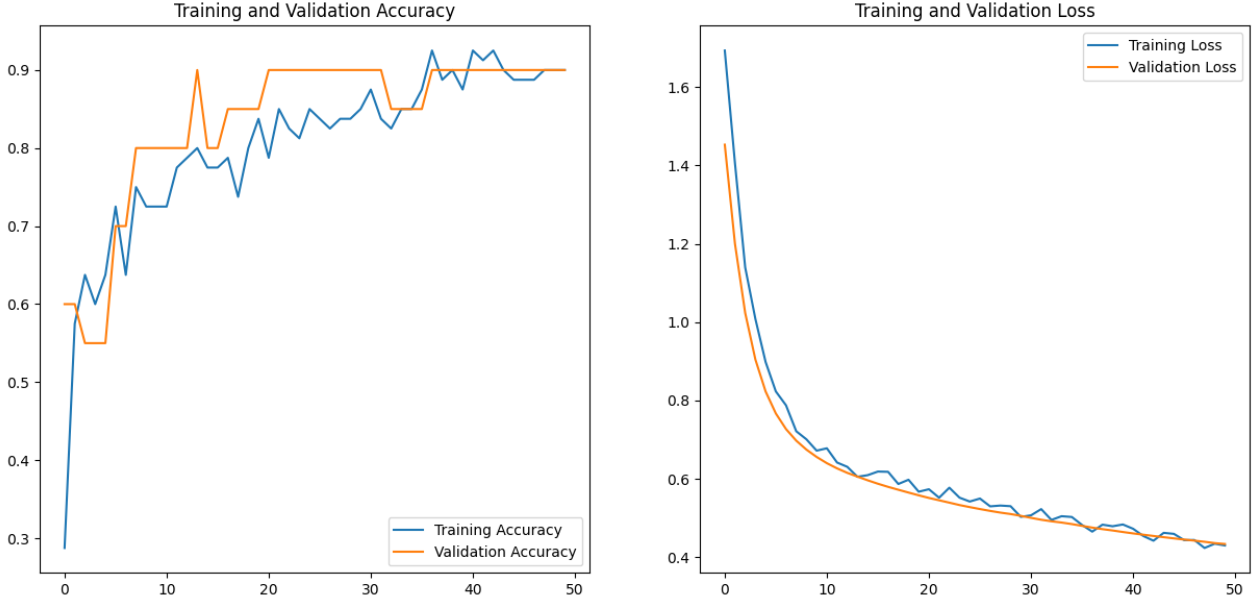 Training and Validation Accuracy
0.9
0.8
0.7
0.6
0.5
0.4
0.3
0 10 20 30 40 50
Training Accuracy
Validation Accuracy
Training and Validation Loss
1.6
1.4
1.2
1.0
0.8
0.6
0.4
0 10 20 30 40 50
Training Loss
Validation Loss